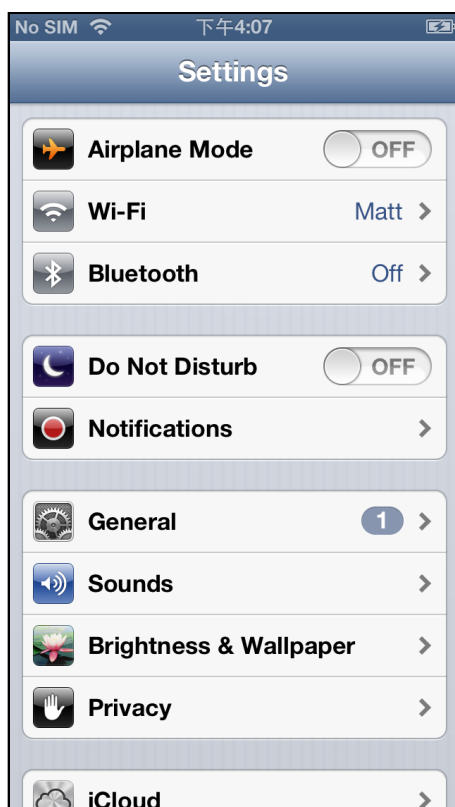 No SIM 下午4:07
Settings
Airplane Mode OFF
Wi-Fi Matt
Bluetooth Off
Do Not Disturb OFF
Notifications
General 1
Sounds
Brightness & Wallpaper
Privacy
iCloud